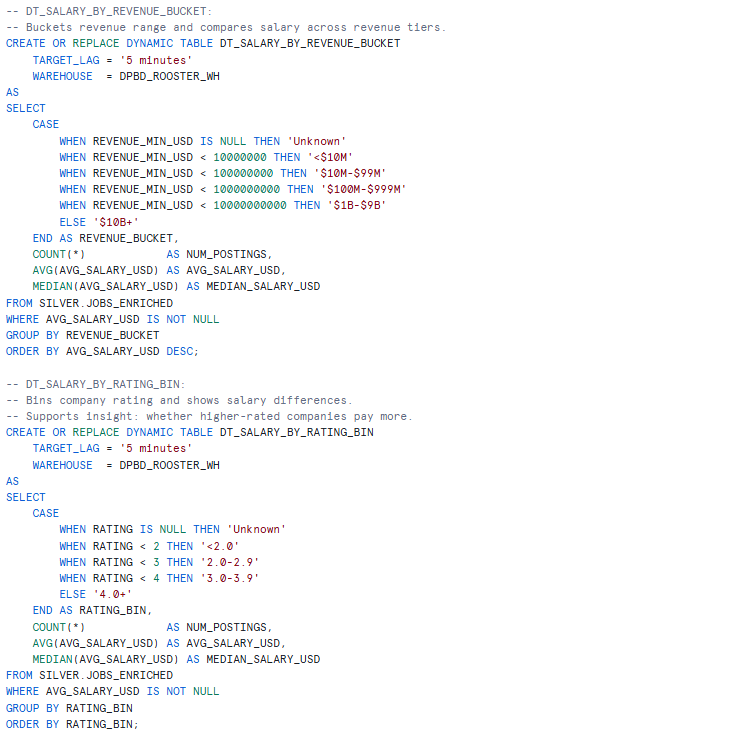 -- DT_SALARY_BY_REVENUE_BUCKET:
-- Buckets revenue range and compares salary across revenue tiers.
CREATE OR REPLACE DYNAMIC TABLE DT_SALARY_BY_REVENUE_BUCKET
    TARGET_LAG = '5 minutes'
    WAREHOUSE  = DPBD_ROOSTER_WH
AS
SELECT
    CASE
        WHEN REVENUE_MIN_USD IS NULL THEN 'Unknown'
        WHEN REVENUE_MIN_USD < 10000000 THEN '<$10M'
        WHEN REVENUE_MIN_USD < 100000000 THEN '$10M-$99M'
        WHEN REVENUE_MIN_USD < 1000000000 THEN '$100M-$999M'
        WHEN REVENUE_MIN_USD < 10000000000 THEN '$1B-$9B'
        ELSE '$10B+'
    END AS REVENUE_BUCKET,
    COUNT(*)            AS NUM_POSTINGS,
    AVG(AVG_SALARY_USD) AS AVG_SALARY_USD,
    MEDIAN(AVG_SALARY_USD) AS MEDIAN_SALARY_USD
FROM SILVER.JOBS_ENRICHED
WHERE AVG_SALARY_USD IS NOT NULL
GROUP BY REVENUE_BUCKET
ORDER BY AVG_SALARY_USD DESC;

-- DT_SALARY_BY_RATING_BIN:
-- Bins company rating and shows salary differences.
-- Supports insight: whether higher-rated companies pay more.
CREATE OR REPLACE DYNAMIC TABLE DT_SALARY_BY_RATING_BIN
    TARGET_LAG = '5 minutes'
    WAREHOUSE  = DPBD_ROOSTER_WH
AS
SELECT
    CASE
        WHEN RATING IS NULL THEN 'Unknown'
        WHEN RATING < 2 THEN '<2.0'
        WHEN RATING < 3 THEN '2.0-2.9'
        WHEN RATING < 4 THEN '3.0-3.9'
        ELSE '4.0+'
    END AS RATING_BIN,
    COUNT(*)            AS NUM_POSTINGS,
    AVG(AVG_SALARY_USD) AS AVG_SALARY_USD,
    MEDIAN(AVG_SALARY_USD) AS MEDIAN_SALARY_USD
FROM SILVER.JOBS_ENRICHED
WHERE AVG_SALARY_USD IS NOT NULL
GROUP BY RATING_BIN
ORDER BY RATING_BIN;